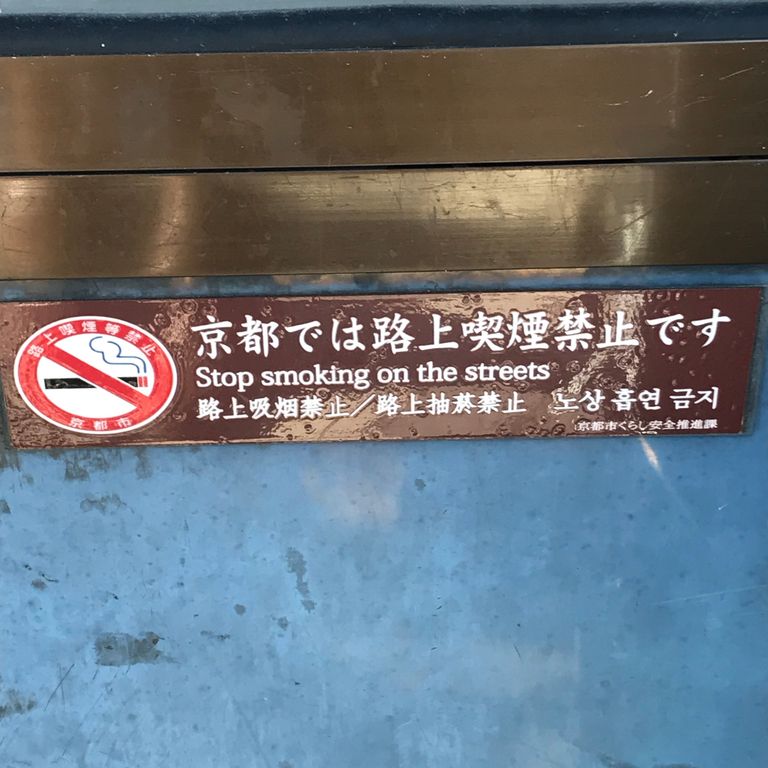 路上喫煙等禁止
京都市
京都では路上喫煙禁止です
Stop smoking on the streets
路上吸烟禁止／路上抽菸禁止 노상 흡연 금지
京都市くらし安全推進課